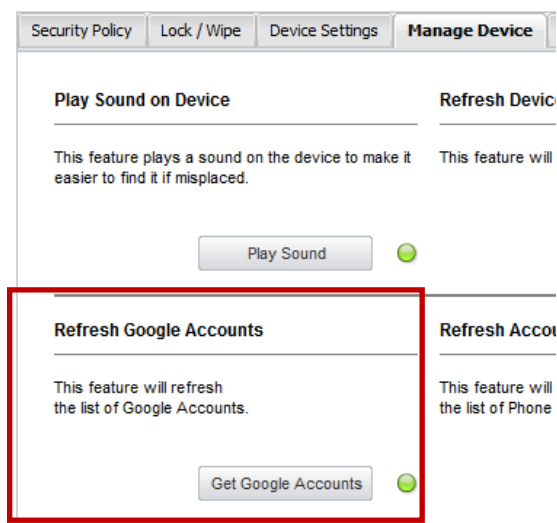 Security Policy Lock / Wipe Device Settings Manage Device
Play Sound on Device
This feature plays a sound on the device to make it
easier to find it if misplaced.
Play Sound
Refresh Device
This feature will
Refresh Google Accounts
This feature will refresh
the list of Google Accounts.
Get Google Accounts
Refresh Accou
This feature will
the list of Phone